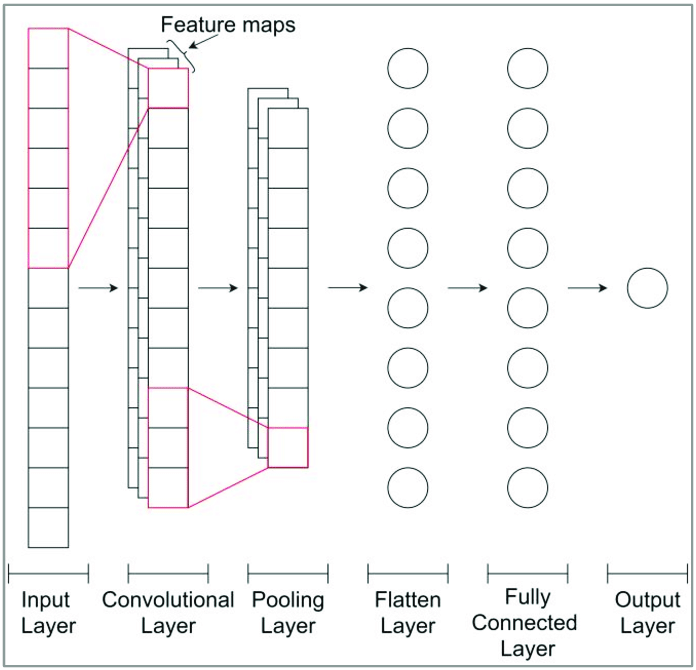 Feature maps
Input
Layer
Convolutional
Layer
Pooling
Layer
Flatten
Layer
Fully
Connected
Layer
Output
Layer